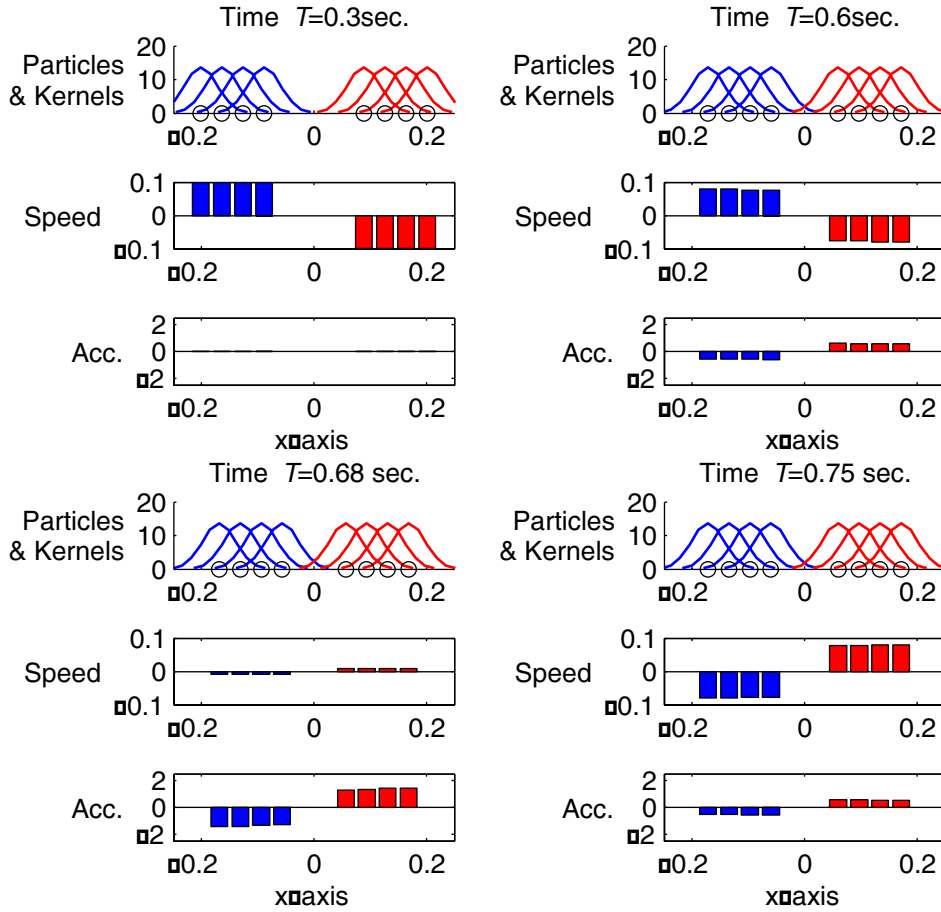 Time T=0.3sec.
Particles
& Kernels
20
10
0
▯0.2 0 0.2
Speed
0.1
0
▯0.1
▯0.2 0 0.2
Acc.
2
0
▯2
▯0.2 0 0.2
x▯axis
Time T=0.6sec.
Particles
& Kernels
20
10
0
▯0.2 0 0.2
Speed
0.1
0
▯0.1
▯0.2 0 0.2
Acc.
2
0
▯2
▯0.2 0 0.2
x▯axis
Time T=0.68 sec.
Particles
& Kernels
20
10
0
▯0.2 0 0.2
Speed
0.1
0
▯0.1
▯0.2 0 0.2
Acc.
2
0
▯2
▯0.2 0 0.2
x▯axis
Time T=0.75 sec.
Particles
& Kernels
20
10
0
▯0.2 0 0.2
Speed
0.1
0
▯0.1
▯0.2 0 0.2
Acc.
2
0
▯2
▯0.2 0 0.2
x▯axis